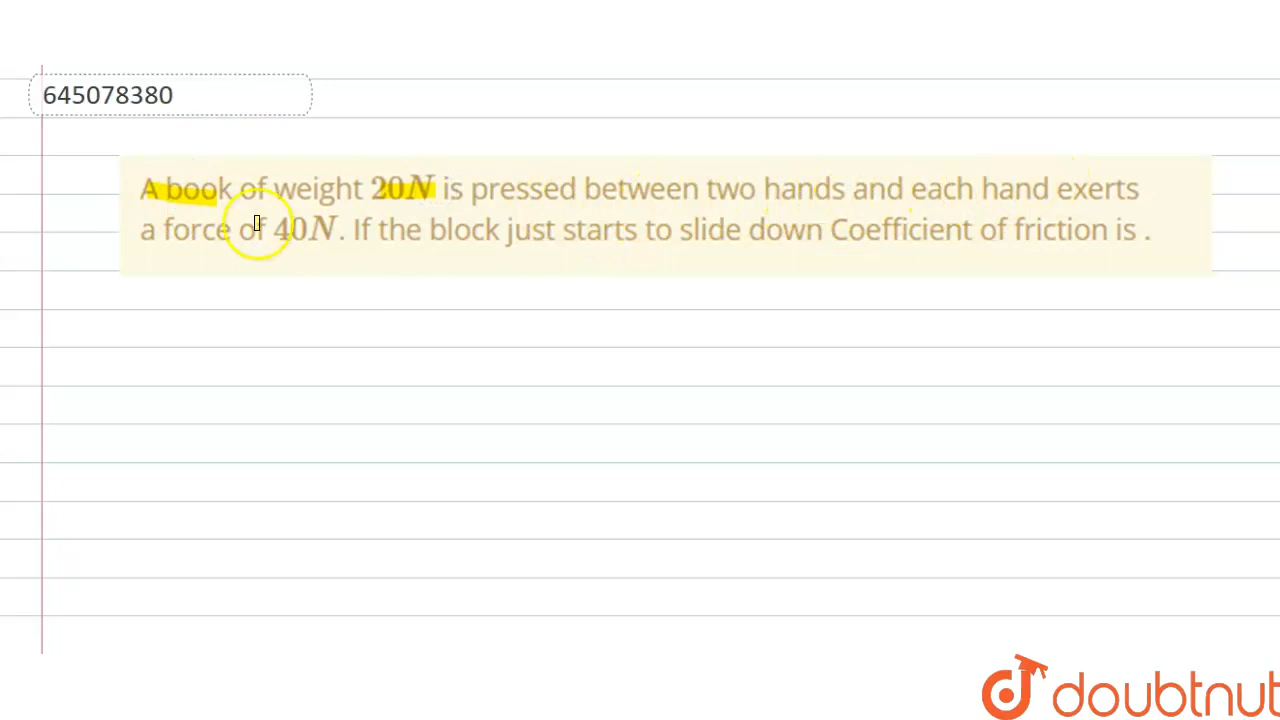 645078380
A book of weight 20N is pressed between two hands and each hand exerts
a force of 40N. If the block just starts to slide down Coefficient of friction is .
doubtnut